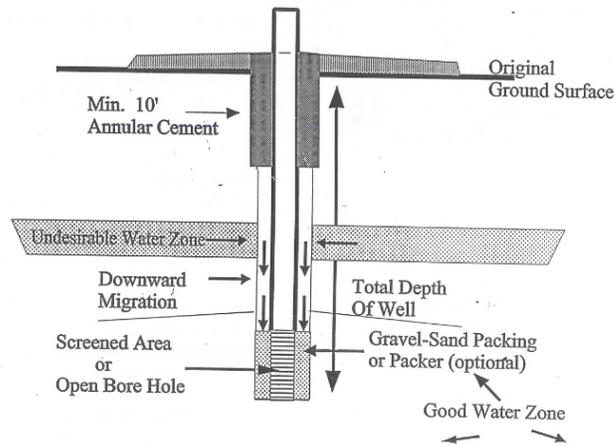 Original
Ground Surface
Min. 10'
Annular Cement
Undesirable Water Zone
Downward
Migration
Total Depth
Of Well
Screened Area
or
Open Bore Hole
Gravel-Sand Packing
or Packer (optional)
Good Water Zone